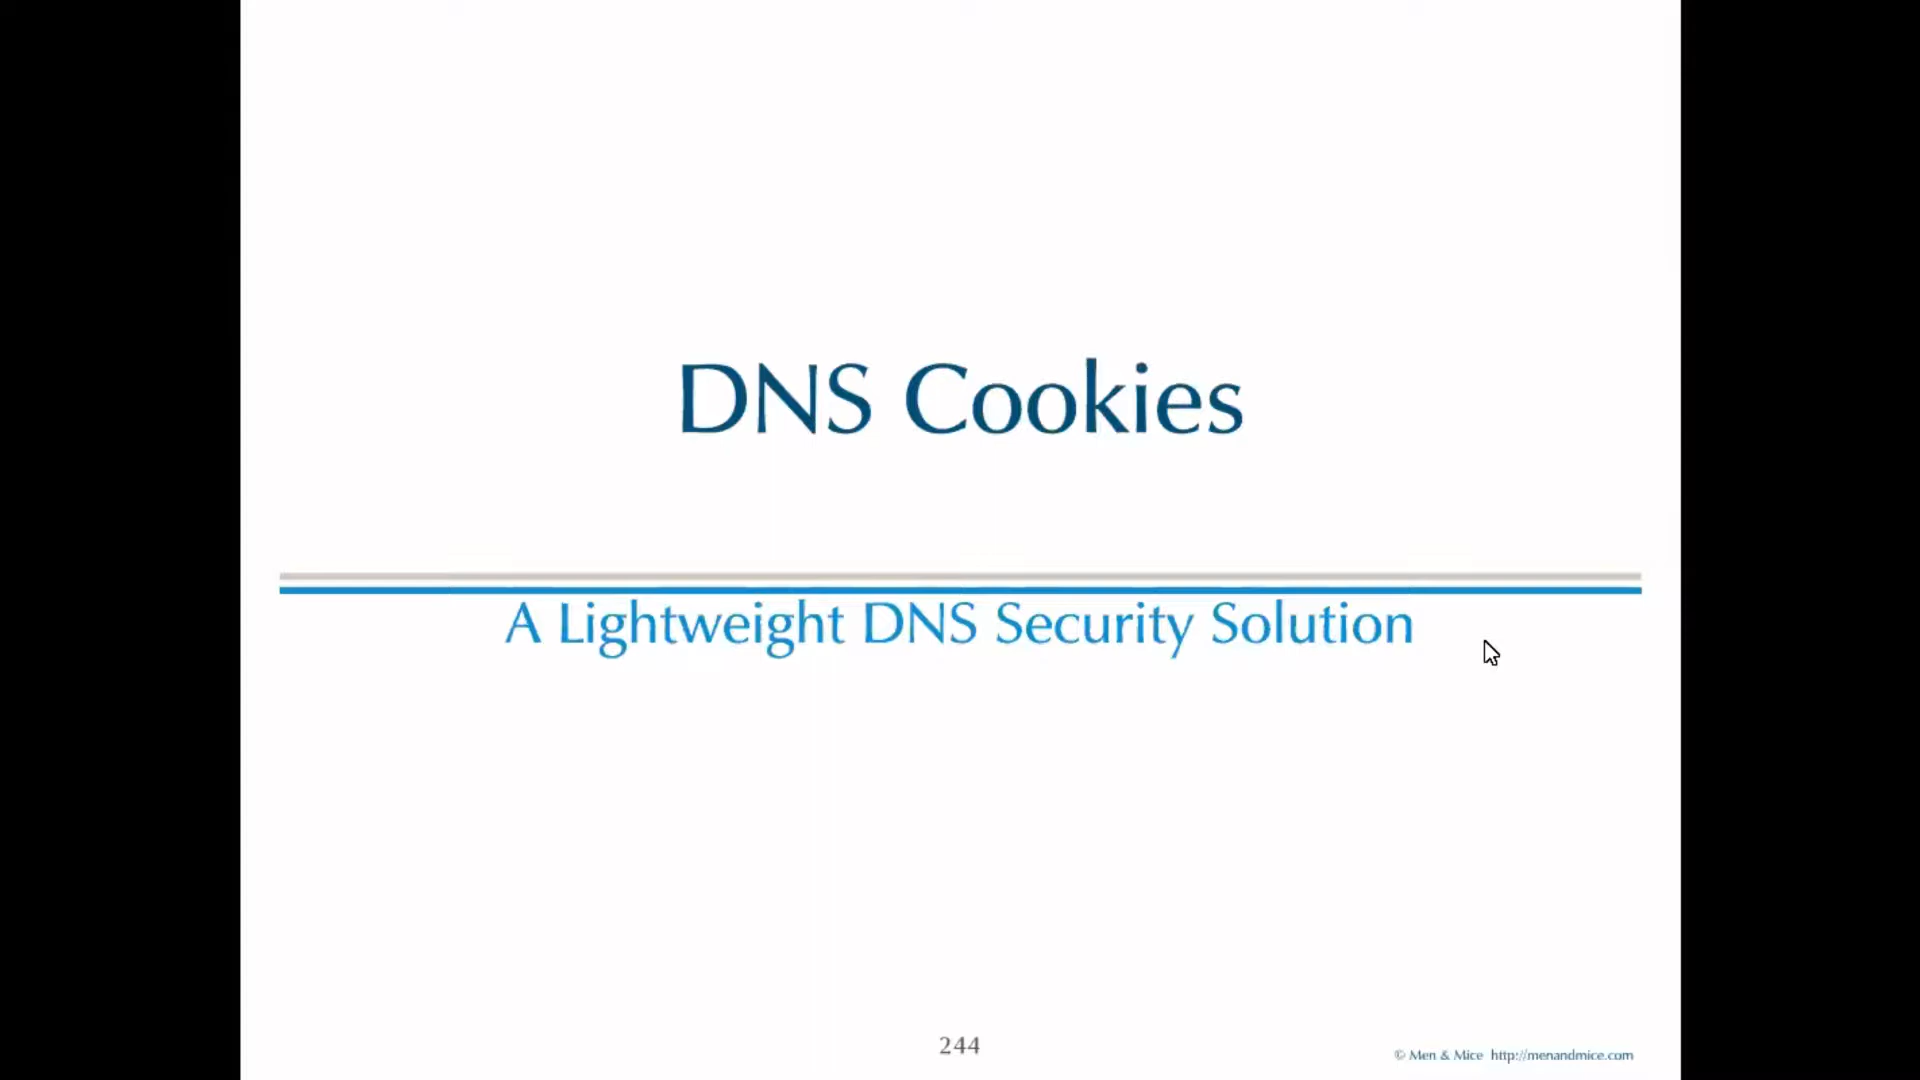 DNS Cookies
A Lightweight DNS Security Solution
244
© Men & Mice http://menandmice.com